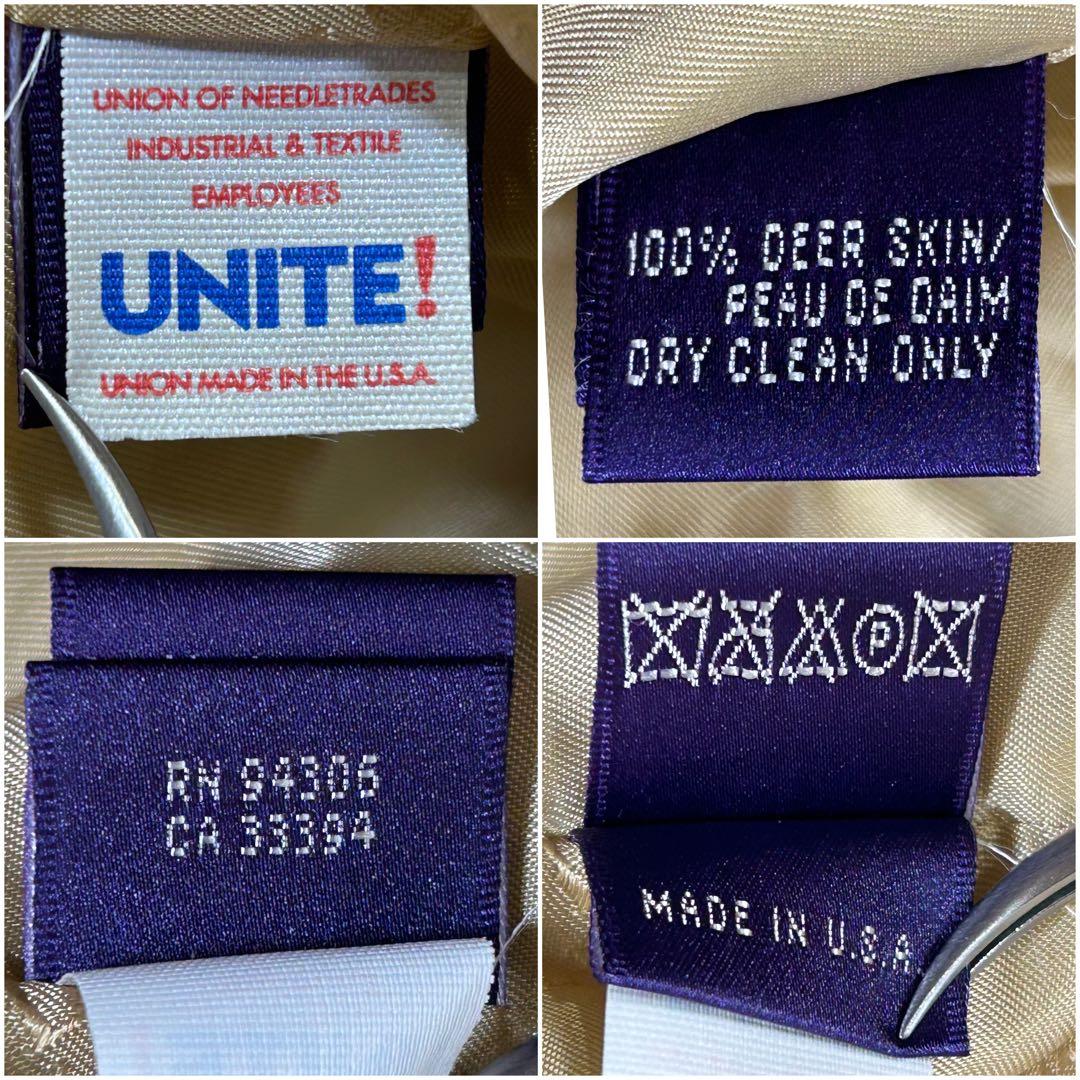 UNION OF NEEDLETRADES
INDUSTRIAL & TEXTILE
EMPLOYEES
UNITE!
UNION MADE IN THE U.S.A.
100% DEER SKIN/
PEAU DE DAIM
DRY CLEAN ONLY
RN 94306
CA 33394
P
MADE IN U.S.A